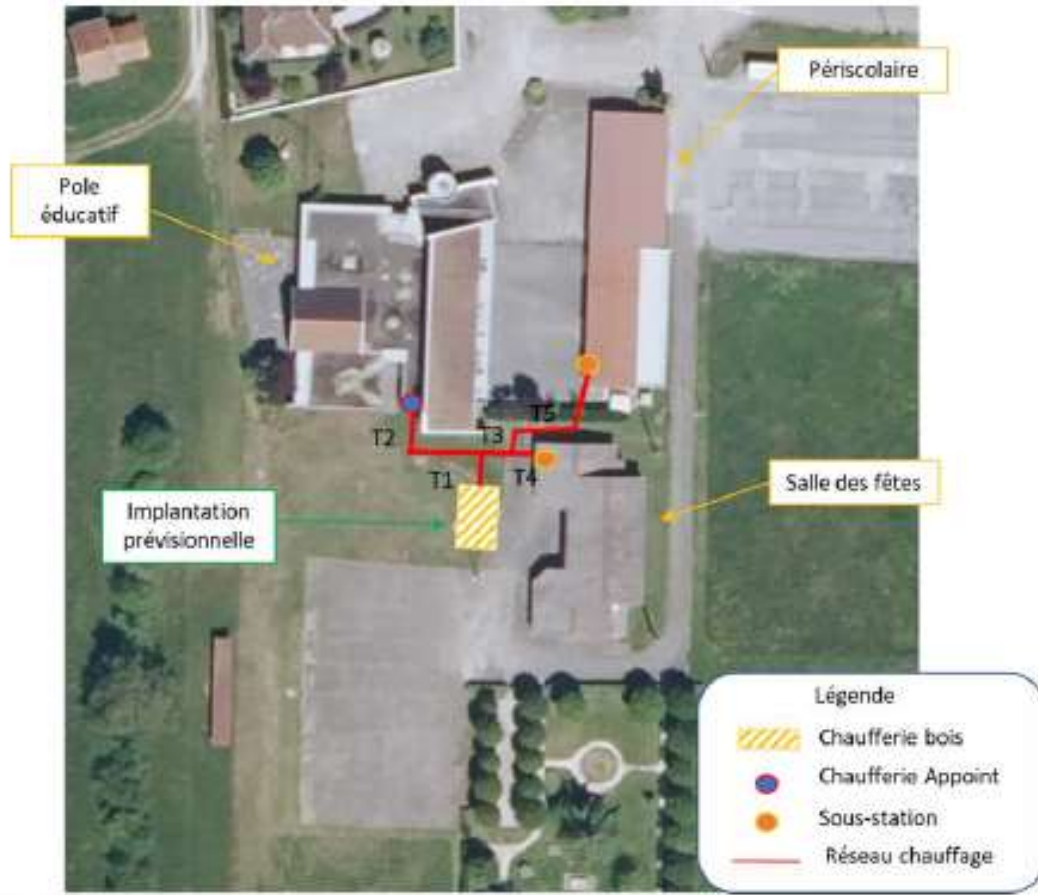 Périscolaire
Pole
éducatif
T5
T2
T3
T1
T4
Salle des fêtes
Implantation
prévisionnelle
Légende
Chaufferie bois
Chaufferie Appoint
Sous-station
Réseau chauffage